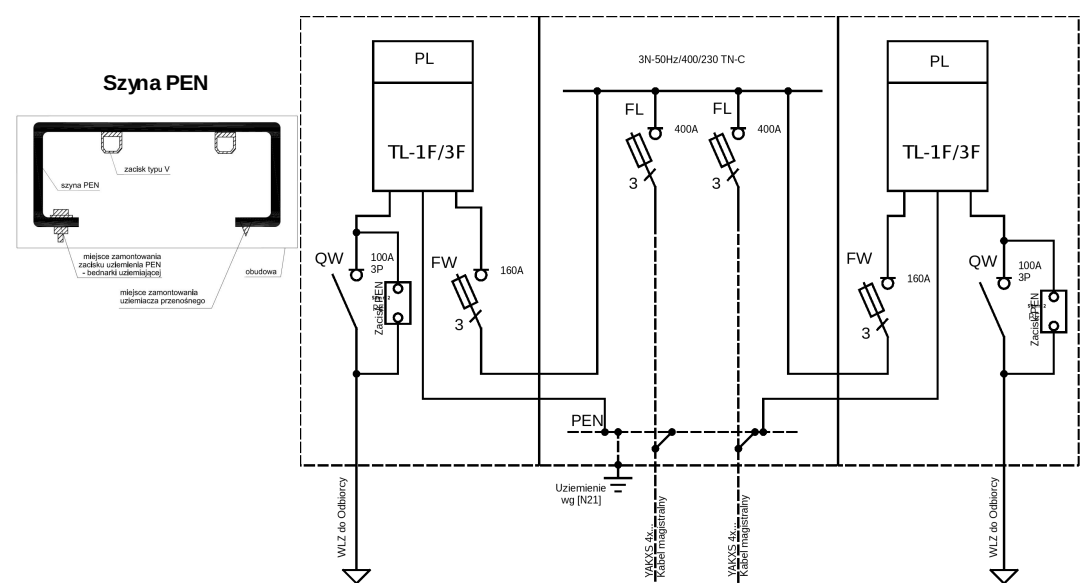 Szyna PEN
zacisk typu V
szyna PEN
miejsce zamontowania
zacisku uziemienia PEN
- bednarki uziemiającej
obudowa
miejsce zamontowania
uziemiacza przenośnego
PL
TL-1F/3F
QW
100A
3P
Zacisk PEN
FW
160A
3
3N-50Hz/400/230 TN-C
FL
400A
3
FL
400A
3
PEN
Uziemienie
wg [N21]
YAKXS 4x...
Kabel magistralny
YAKXS 4x...
Kabel magistralny
PL
TL-1F/3F
FW
160A
3
QW
100A
3P
Zacisk PEN
WLZ do Odbiorcy
WLZ do Odbiorcy